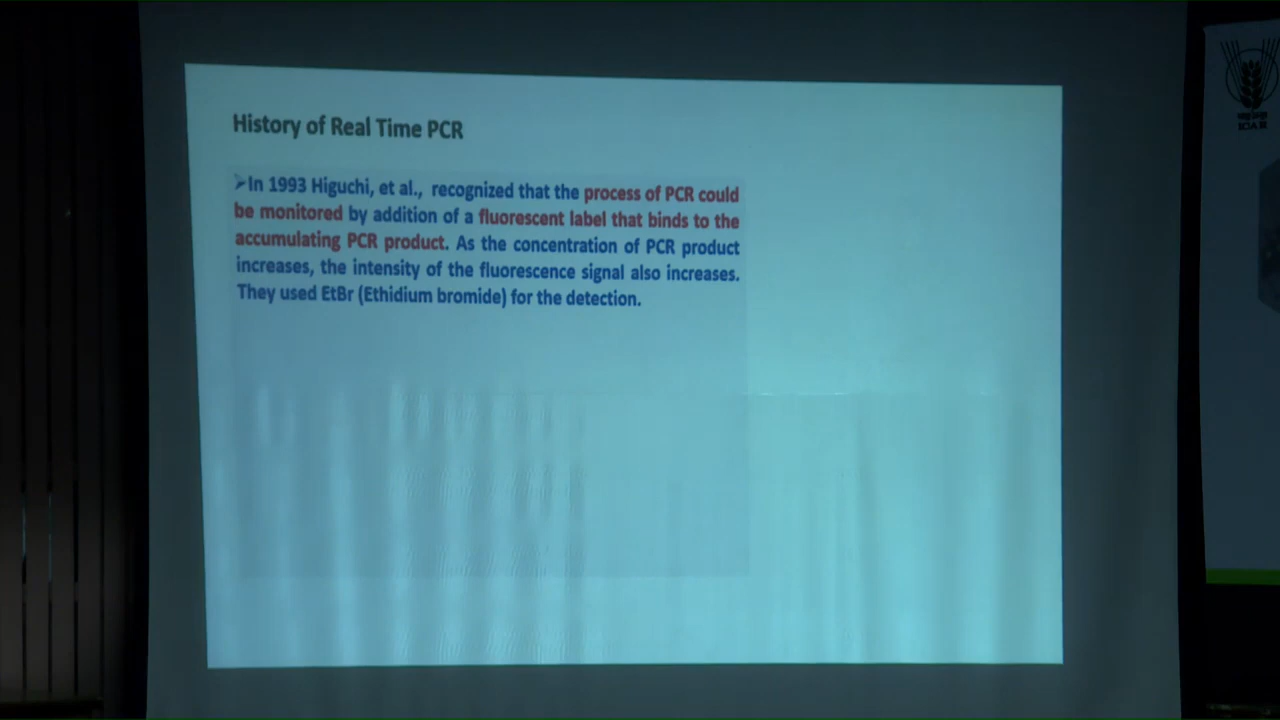 History of Real Time PCR
➢In 1993 Higuchi, et al., recognized that the process of PCR could
be monitored by addition of a fluorescent label that binds to the
accumulating PCR product. As the concentration of PCR product
increases, the intensity of the fluorescence signal also increases.
They used EtBr (Ethidium bromide) for the detection.
ICAR